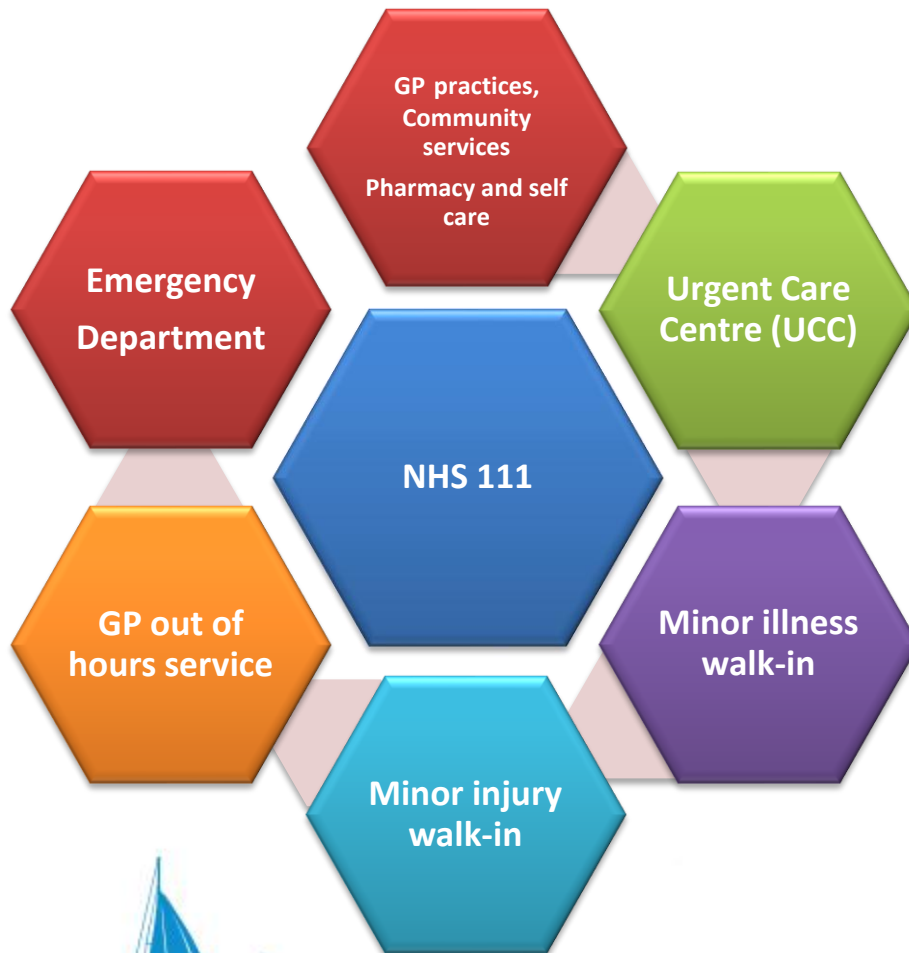 GP practices,
Community
services
Pharmacy and self
care
Emergency
Department
Urgent Care
Centre (UCC)
NHS 111
GP out of
hours service
Minor illness
walk-in
Minor injury
walk-in